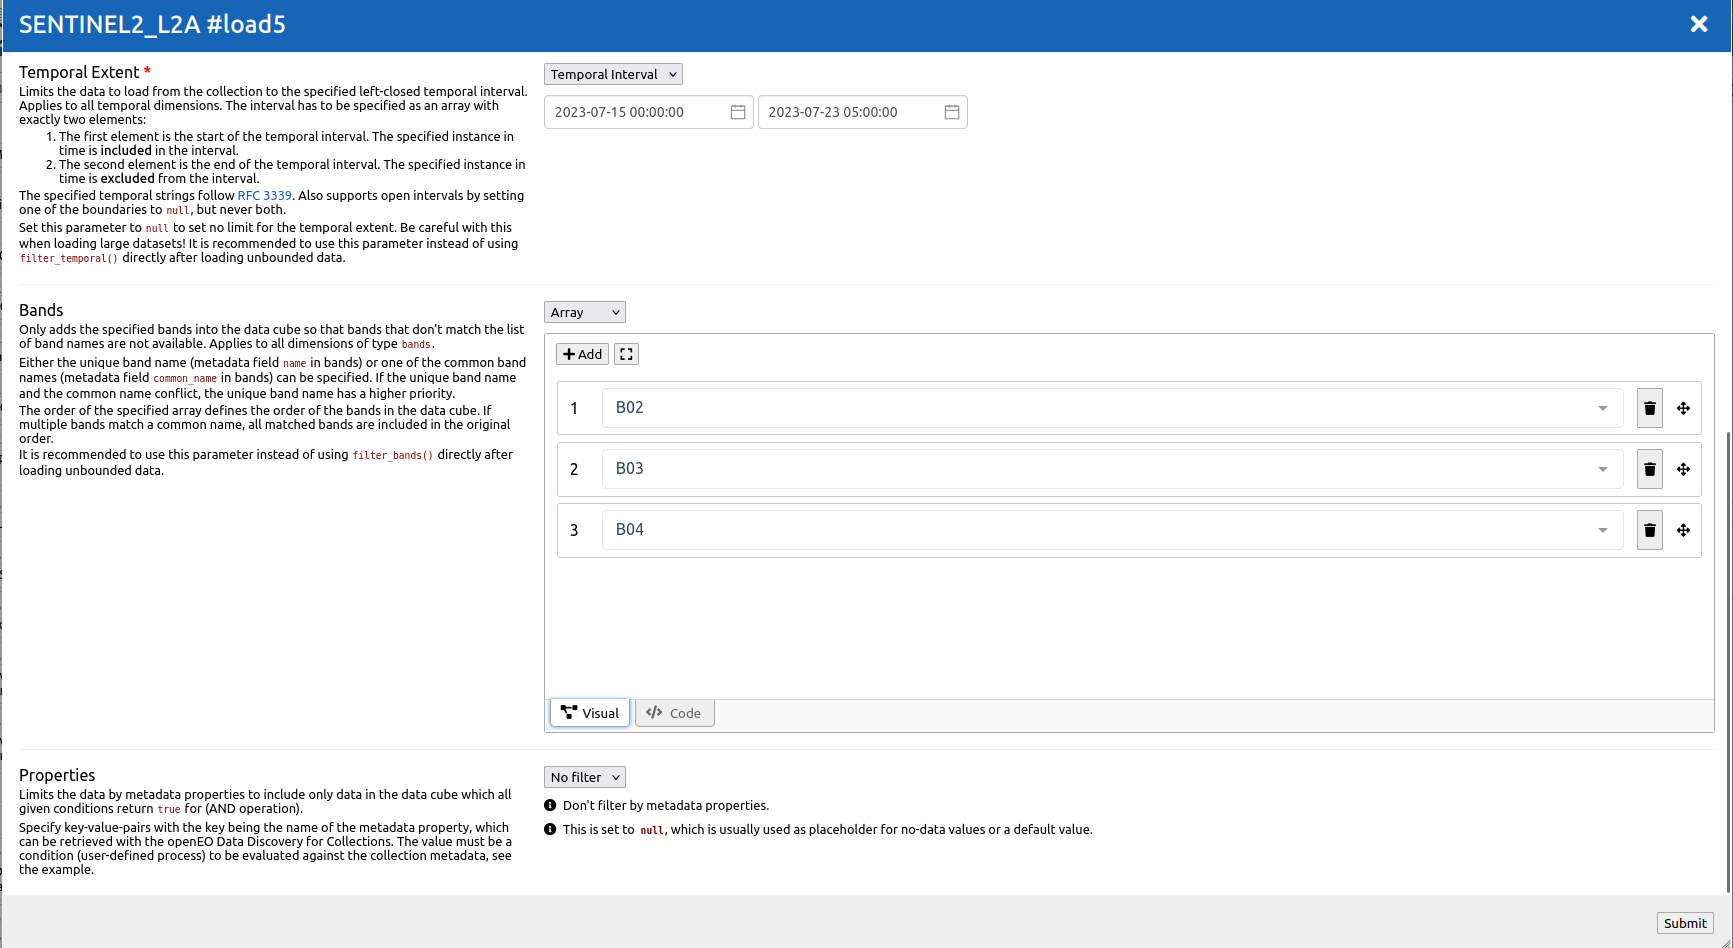 SENTINEL2_L2A #load5
Temporal Extent *
Limits the data to load from the collection to the specified left-closed temporal interval.
Applies to all temporal dimensions. The interval has to be specified as an array with
exactly two elements:
1. The first element is the start of the temporal interval. The specified instance in
time is included in the interval.
2. The second element is the end of the temporal interval. The specified instance in
time is excluded from the interval.
The specified temporal strings follow RFC 3339. Also supports open intervals by setting
one of the boundaries to null, but never both.
Set this parameter to null to set no limit for the temporal extent. Be careful with this
when loading large datasets! It is recommended to use this parameter instead of using
filter_temporal() directly after loading unbounded data.
Temporal Interval
2023-07-15 00:00:00
2023-07-23 05:00:00
Bands
Only adds the specified bands into the data cube so that bands that don't match the list
of band names are not available. Applies to all dimensions of type bands.
Either the unique band name (metadata field name in bands) or one of the common band
names (metadata field common_name in bands) can be specified. If the unique band name
and the common name conflict, the unique band name has a higher priority.
The order of the specified array defines the order of the bands in the data cube. If
multiple bands match a common name, all matched bands are included in the original
order.
It is recommended to use this parameter instead of using filter_bands() directly after
loading unbounded data.
Array
Add
1 B02
2 B03
3 B04
Visual
Code
Properties
Limits the data by metadata properties to include only data in the data cube which all
given conditions return true for (AND operation).
Specify key-value-pairs with the key being the name of the metadata property, which
can be retrieved with the openEO Data Discovery for Collections. The value must be a
condition (user-defined process) to be evaluated against the collection metadata, see
the example.
No filter
Don't filter by metadata properties.
This is set to null, which is usually used as placeholder for no-data values or a default value.
Submit